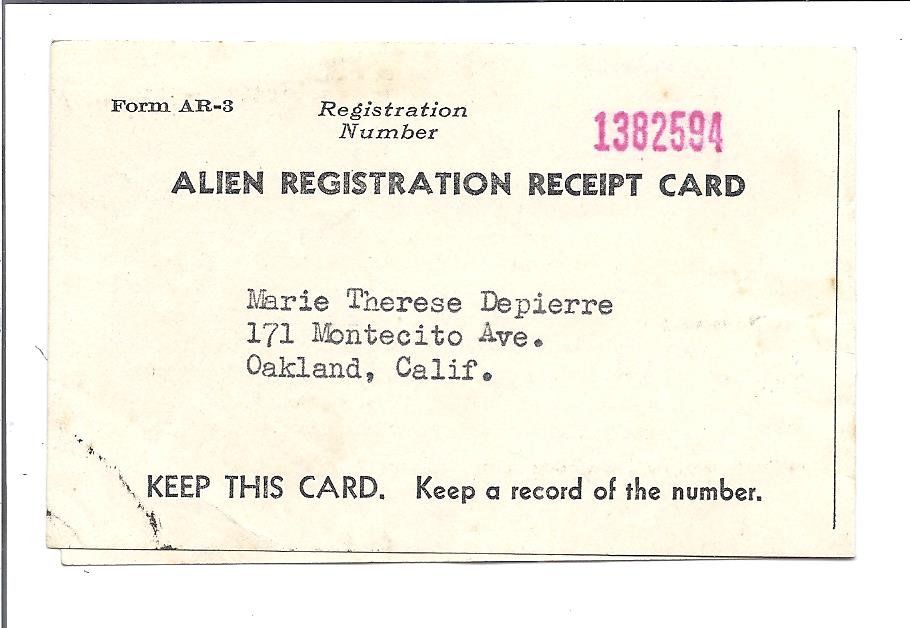 Form AR-3
Registration
Number
1382594
ALIEN REGISTRATION RECEIPT CARD
Marie Therese Depierre
171 Montecito Ave.
Oakland, Calif.
KEEP THIS CARD. Keep a record of the number.